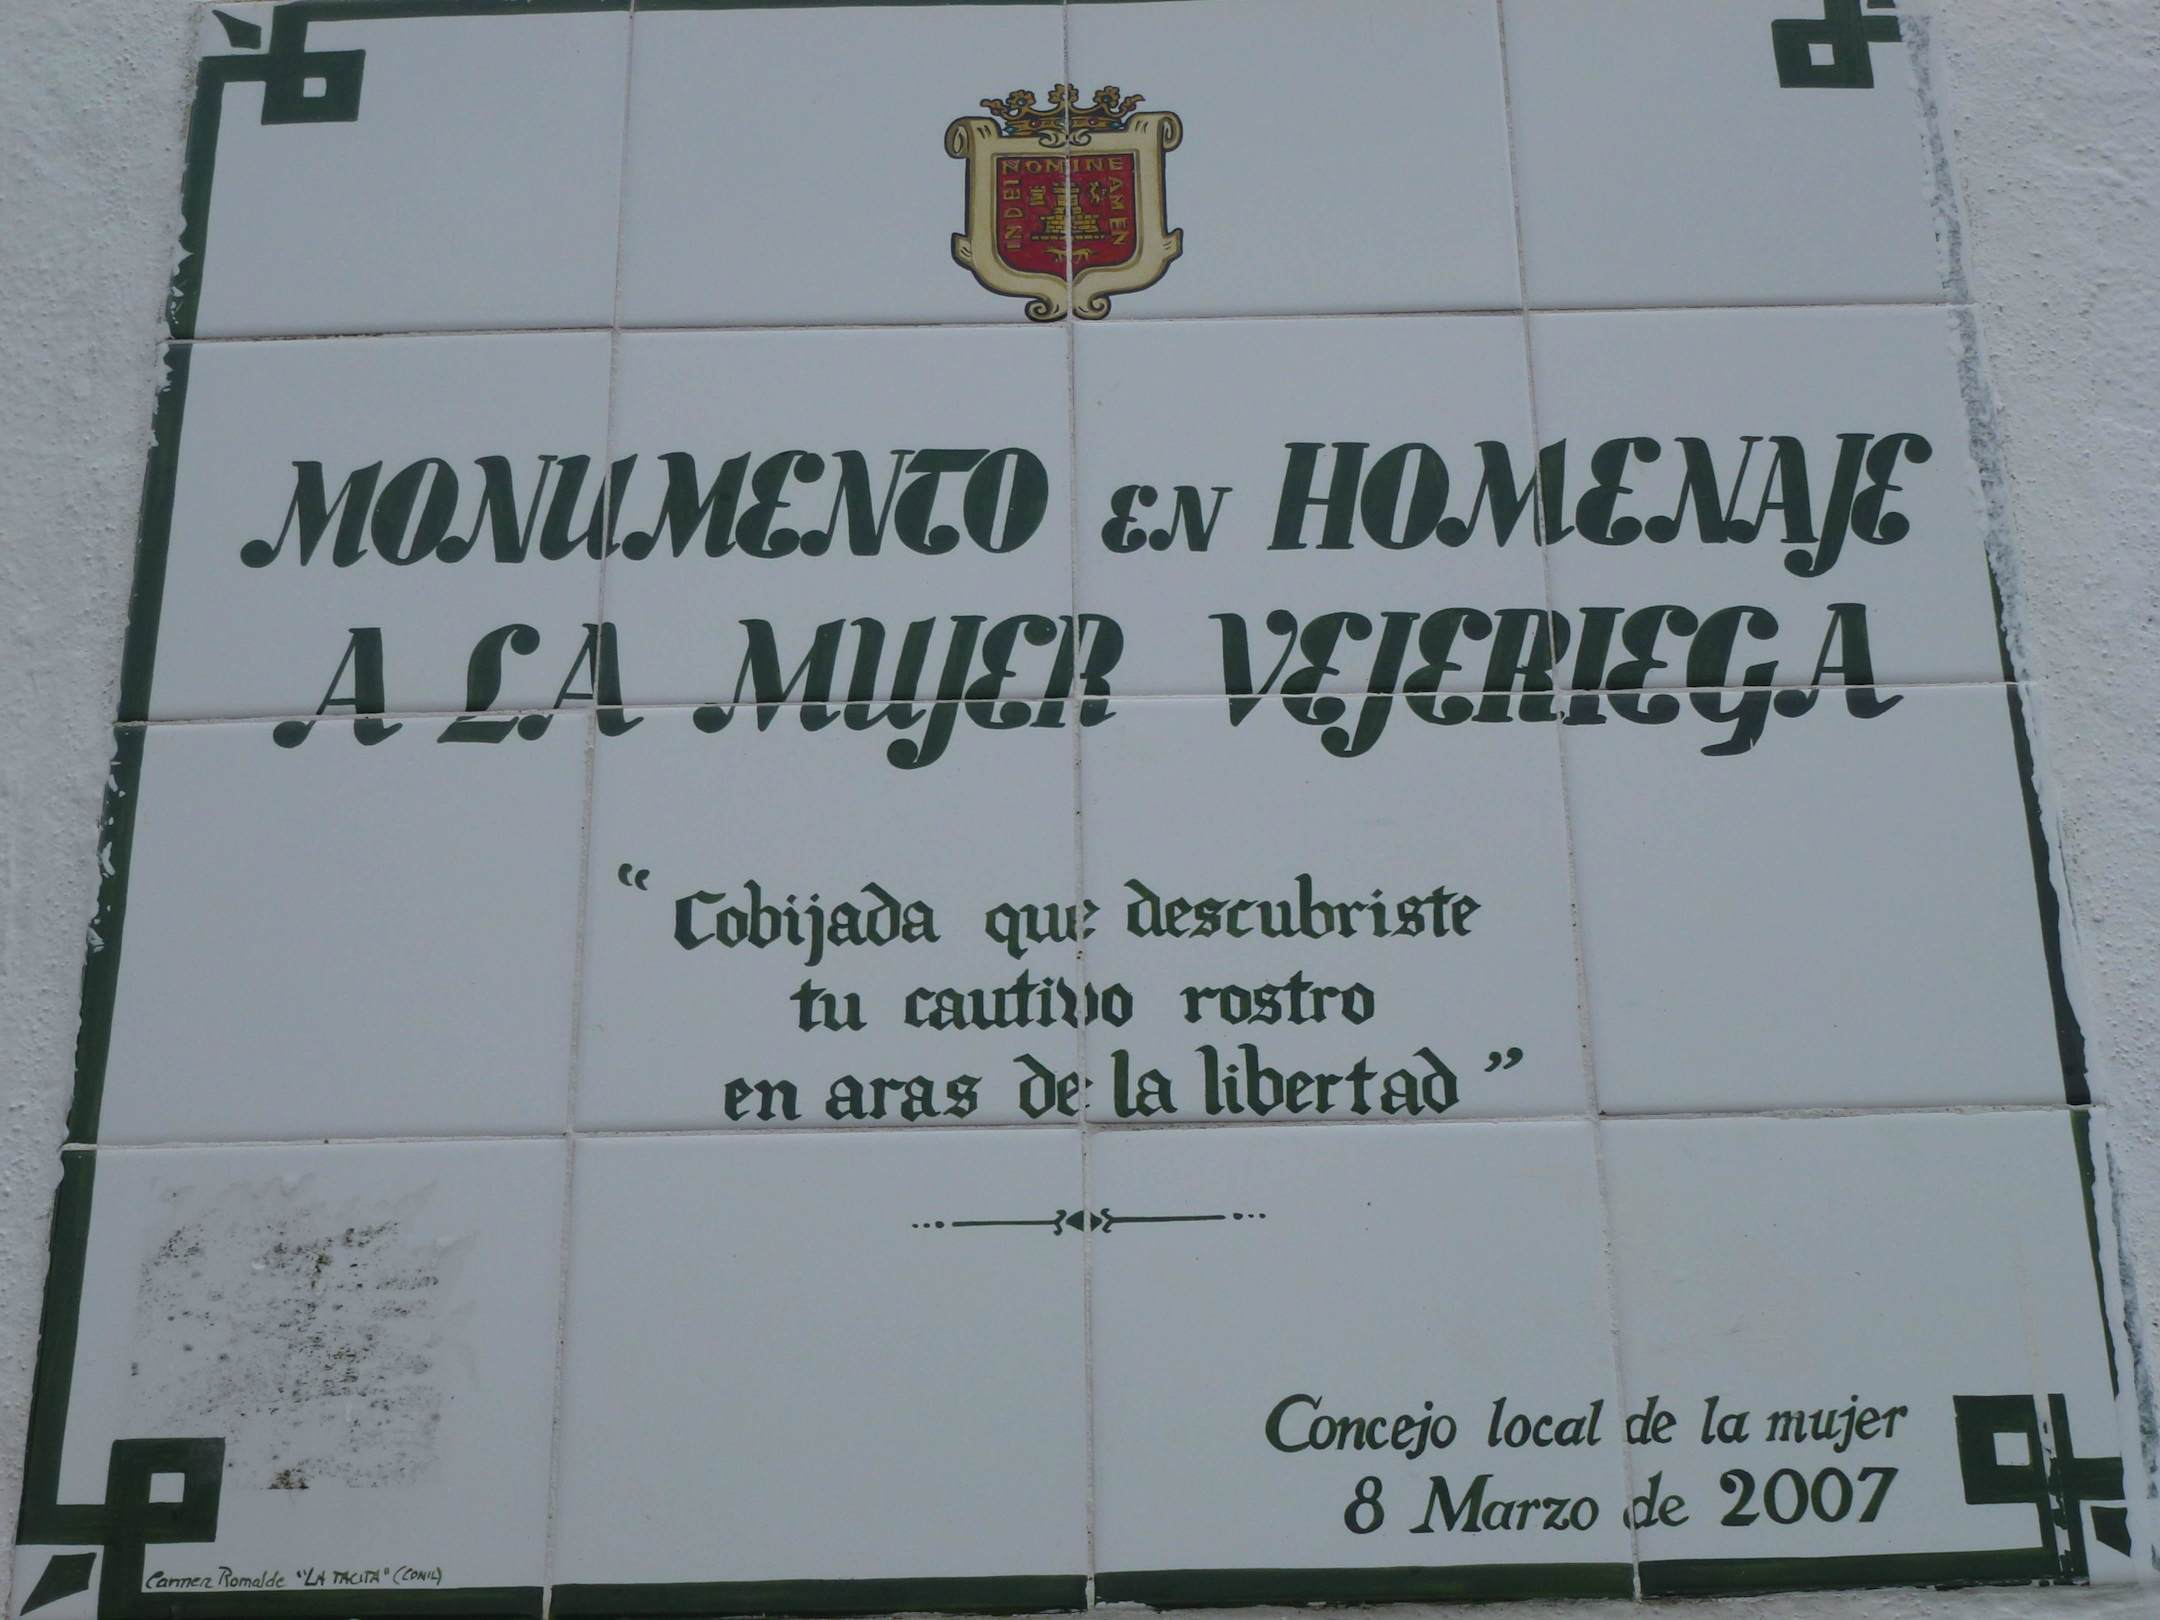 IN DEI NOMINE AMEN
MONUMENTO EN HOMENAJE
A LA MUJER VEJERIEGA
“Cobijada que descubriste
tu cautivo rostro
en aras de la libertad”
Concejo local de la mujer
8 Marzo de 2007
Carmen Romalde "LA TACITA" (CONIL)